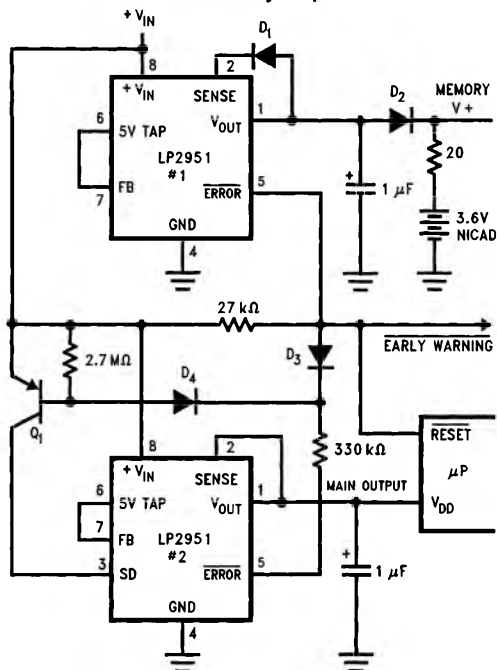 + VIN
D1
8
2
+ VIN
SENSE
D2
MEMORY
V +
6
5V TAP
VOUT
1
LP2951
#1
20
7
FB
ERROR
5
+
1 μF
3.6V
NICAD
GND
4
27 kΩ
EARLY WARNING
2.7 MΩ
D3
D4
Q1
330 kΩ
RESET
μP
8
2
+ VIN
SENSE
MAIN OUTPUT
6
5V TAP
VOUT
1
VDD
7
FB
LP2951
#2
3
SD
ERROR
5
+
1 μF
GND
4